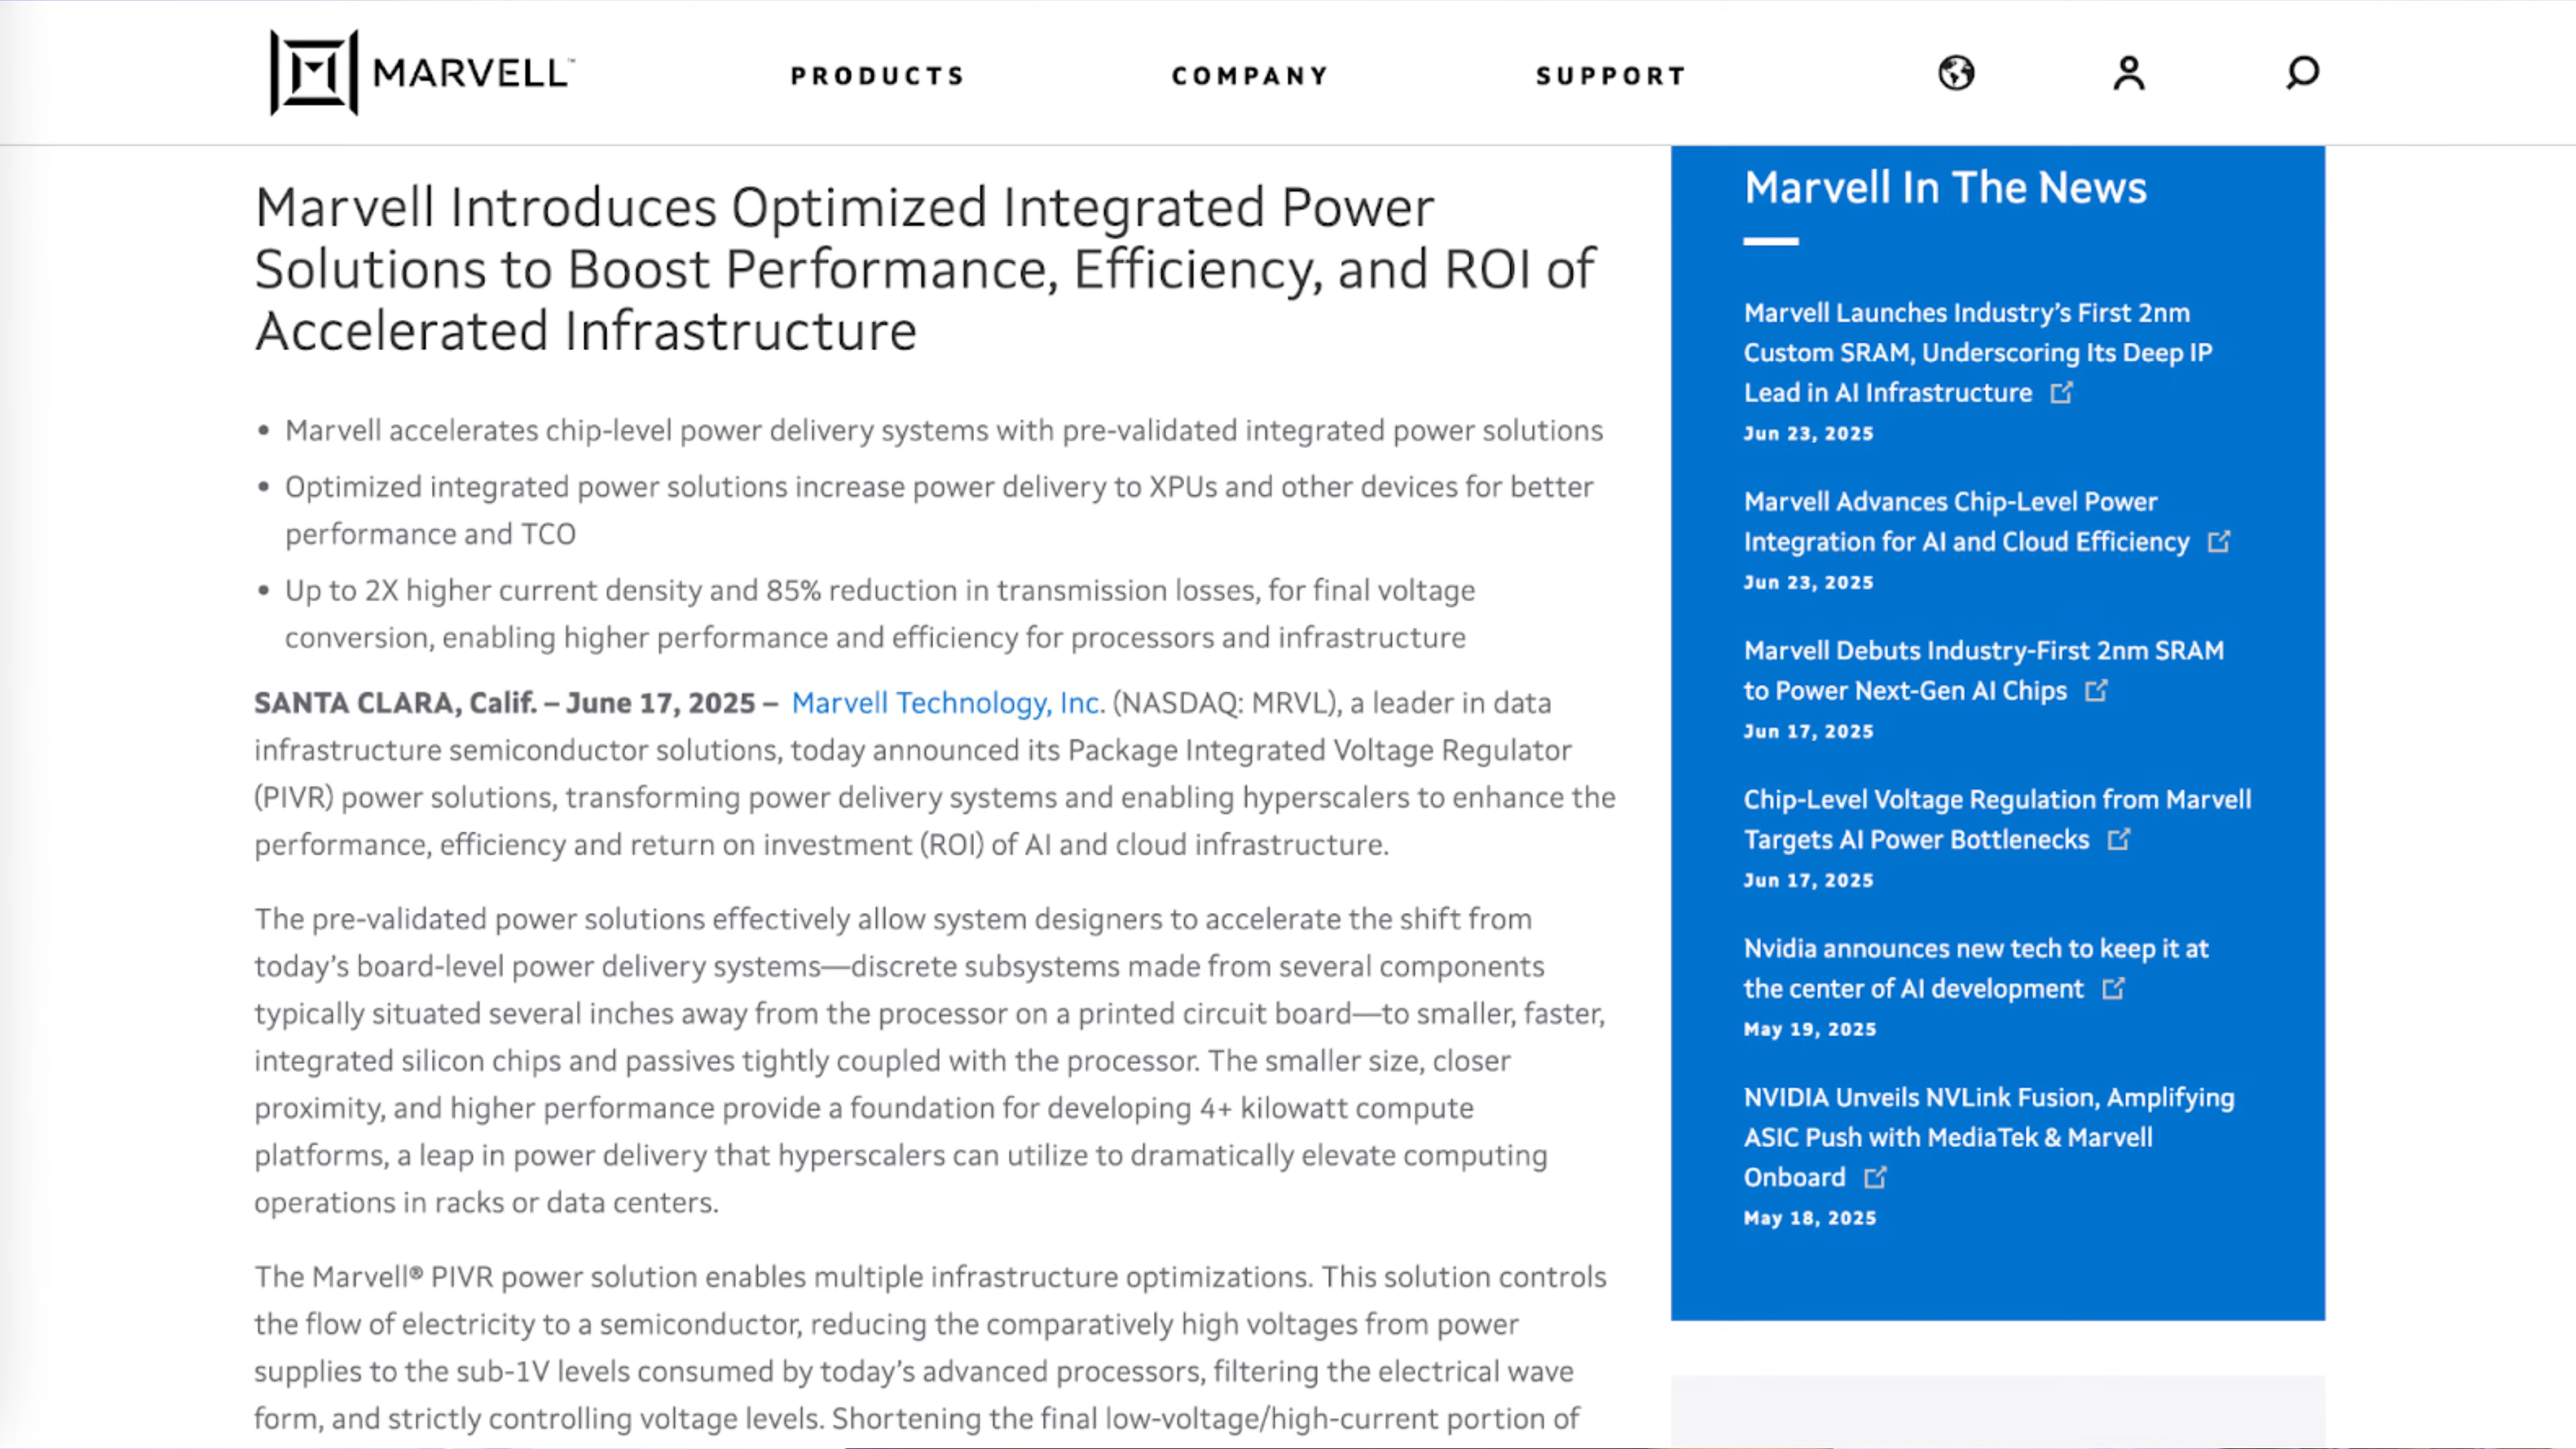 MARVELL™
PRODUCTS
COMPANY
SUPPORT
Marvell Introduces Optimized Integrated Power
Solutions to Boost Performance, Efficiency, and ROI of
Accelerated Infrastructure
• Marvell accelerates chip-level power delivery systems with pre-validated integrated power solutions
• Optimized integrated power solutions increase power delivery to XPUs and other devices for better
performance and TCO
• Up to 2X higher current density and 85% reduction in transmission losses, for final voltage
conversion, enabling higher performance and efficiency for processors and infrastructure
SANTA CLARA, Calif. – June 17, 2025 – Marvell Technology, Inc. (NASDAQ: MRVL), a leader in data
infrastructure semiconductor solutions, today announced its Package Integrated Voltage Regulator
(PIVR) power solutions, transforming power delivery systems and enabling hyperscalers to enhance the
performance, efficiency and return on investment (ROI) of AI and cloud infrastructure.
The pre-validated power solutions effectively allow system designers to accelerate the shift from
today’s board-level power delivery systems—discrete subsystems made from several components
typically situated several inches away from the processor on a printed circuit board—to smaller, faster,
integrated silicon chips and passives tightly coupled with the processor. The smaller size, closer
proximity, and higher performance provide a foundation for developing 4+ kilowatt compute
platforms, a leap in power delivery that hyperscalers can utilize to dramatically elevate computing
operations in racks or data centers.
The Marvell® PIVR power solution enables multiple infrastructure optimizations. This solution controls
the flow of electricity to a semiconductor, reducing the comparatively high voltages from power
supplies to the sub-1V levels consumed by today’s advanced processors, filtering the electrical wave
form, and strictly controlling voltage levels. Shortening the final low-voltage/high-current portion of
Marvell In The News
Marvell Launches Industry’s First 2nm
Custom SRAM, Underscoring Its Deep IP
Lead in AI Infrastructure
Jun 23, 2025
Marvell Advances Chip-Level Power
Integration for AI and Cloud Efficiency
Jun 23, 2025
Marvell Debuts Industry-First 2nm SRAM
to Power Next-Gen AI Chips
Jun 17, 2025
Chip-Level Voltage Regulation from Marvell
Targets AI Power Bottlenecks
Jun 17, 2025
Nvidia announces new tech to keep it at
the center of AI development
May 19, 2025
NVIDIA Unveils NVLink Fusion, Amplifying
ASIC Push with MediaTek & Marvell
Onboard
May 18, 2025